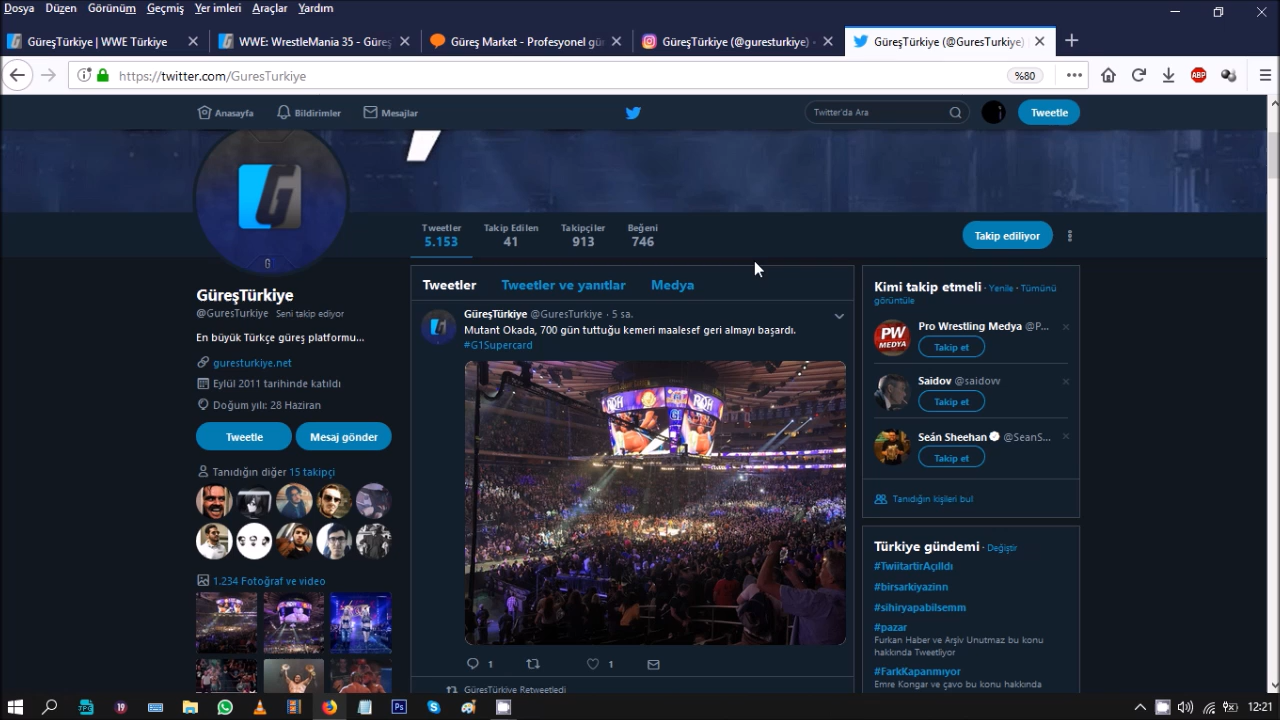 Dosya Düzen Görünüm Geçmiş Yer imleri Araçlar Yardım
GüreşTürkiye | WWE Türkiye
WWE: WrestleMania 35 - Güreş
Güreş Market - Profesyonel gür
GüreşTürkiye (@guresturkiye) -
GüreşTürkiye (@GuresTurkiye)
https://twitter.com/GuresTurkiye
%80
ABP
Anasayfa Bildirimler Mesajlar
Twitter'da Ara
Tweetle
Tweetler Takip Edilen Takipçiler Beğeni
5.153 41 913 746
Takip ediliyor
GüreşTürkiye
@GuresTurkiye Seni takip ediyor
En büyük Türkçe güreş platformu...
guresturkiye.net
Eylül 2011 tarihinde katıldı
Doğum yılı: 28 Haziran
Tweetle Mesaj gönder
Tanıdığın diğer 15 takipçi
1.234 Fotoğraf ve video
Tweetler Tweetler ve yanıtlar Medya
GüreşTürkiye @GuresTurkiye · 5 sa.
Mutant Okada, 700 gün tuttuğu kemeri maalesef geri almayı başardı.
#G1Supercard
ROH
1 1
GüreşTürkiye Retweetledi
Kimi takip etmeli · Yenile · Tümünü
görüntüle
PW
MEDYA
Pro Wrestling Medya @P...
Takip et
Saidov @saidovv
Takip et
Seán Sheehan @SeanS...
Takip et
Tanıdığın kişileri bul
Türkiye gündemi · Değiştir
#TwiitartirAçılldı
#birsarkiyazinn
#sihiryapabilsemm
#pazar
Furkan Haber ve Arşiv Unutmaz bu konu
hakkında Tweetliyor
#FarkKapanmıyor
Emre Kongar ve çavo bu konu hakkında
12:21